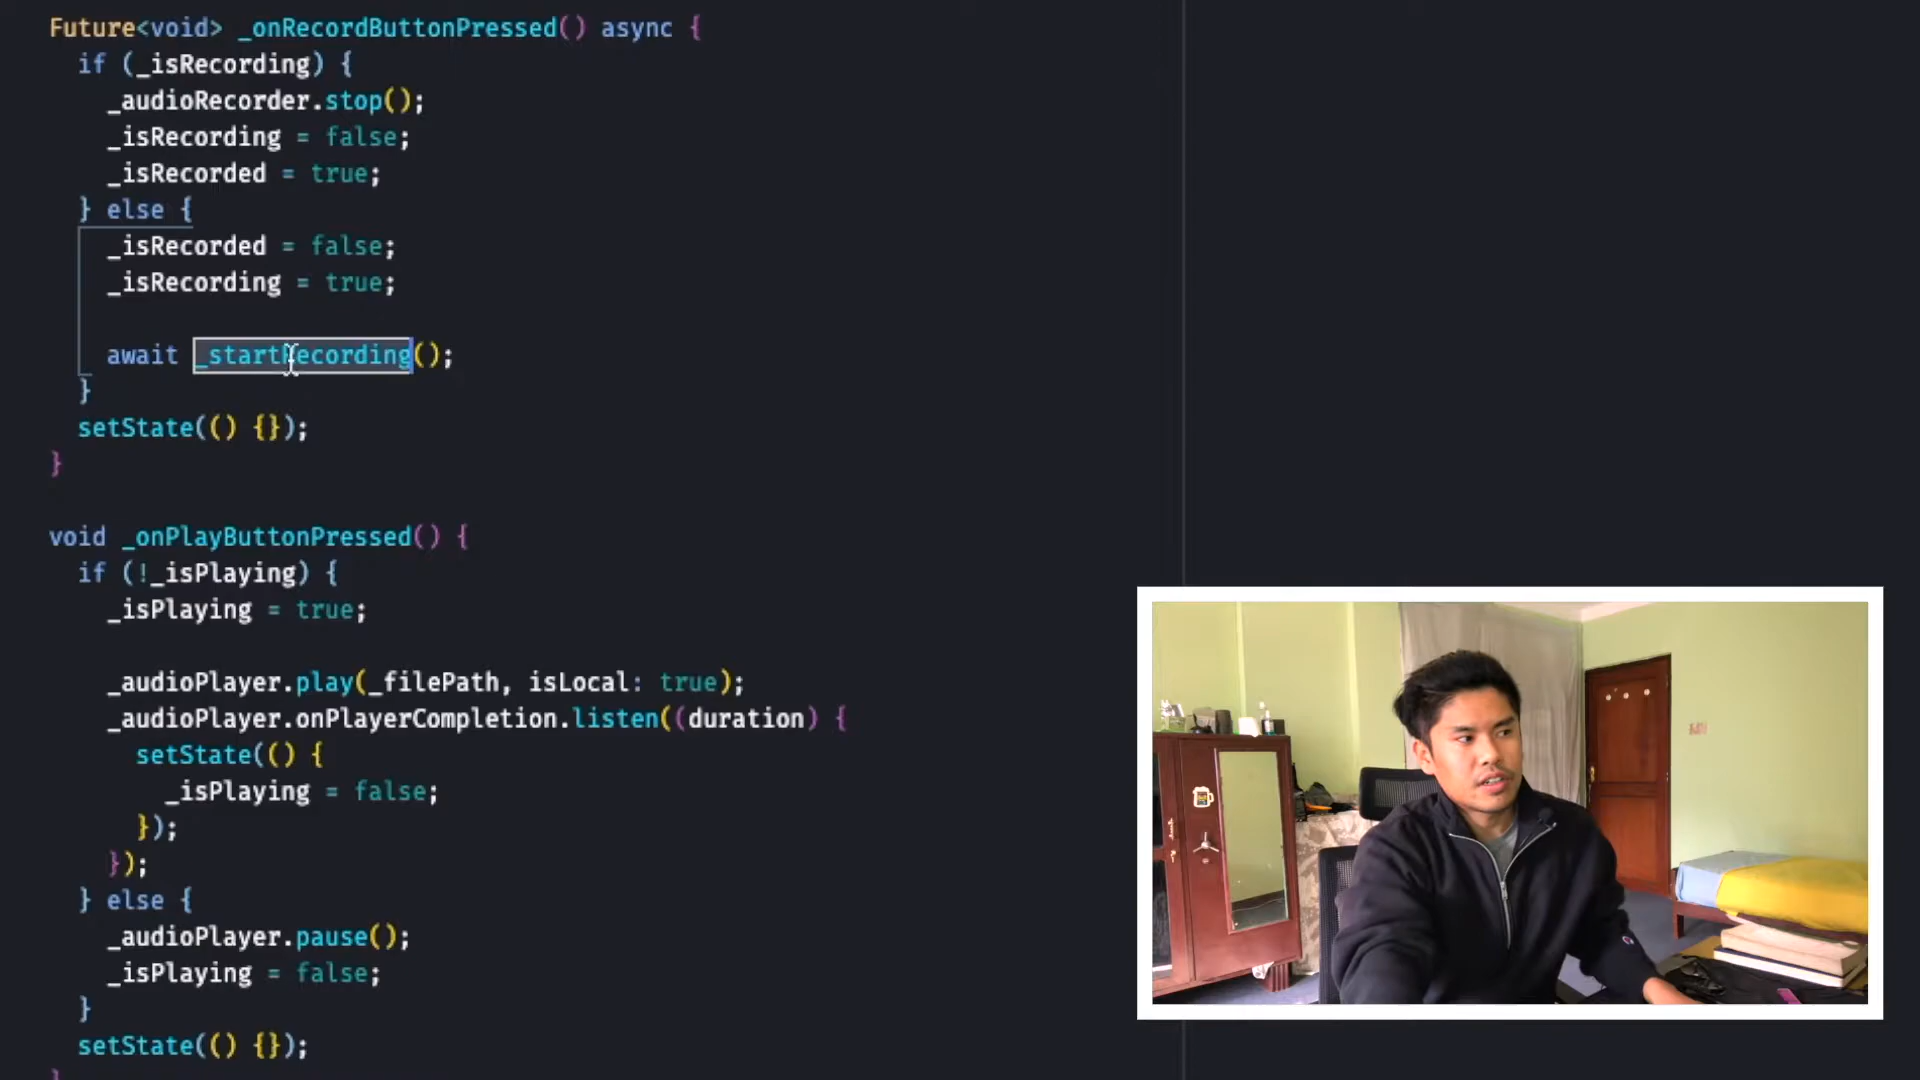 Future<void> _onRecordButtonPressed() async {
if (_isRecording) {
_audioRecorder.stop();
_isRecording = false;
_isRecorded = true;
} else {
_isRecorded = false;
_isRecording = true;
await _startRecording();
}
setState(() {});
}
void _onPlayButtonPressed() {
if (!_isPlaying) {
_isPlaying = true;
_audioPlayer.play(_filePath, isLocal: true);
_audioPlayer.onPlayerCompletion.listen((duration) {
setState(() {
_isPlaying = false;
});
});
} else {
_audioPlayer.pause();
_isPlaying = false;
}
setState(() {});
}